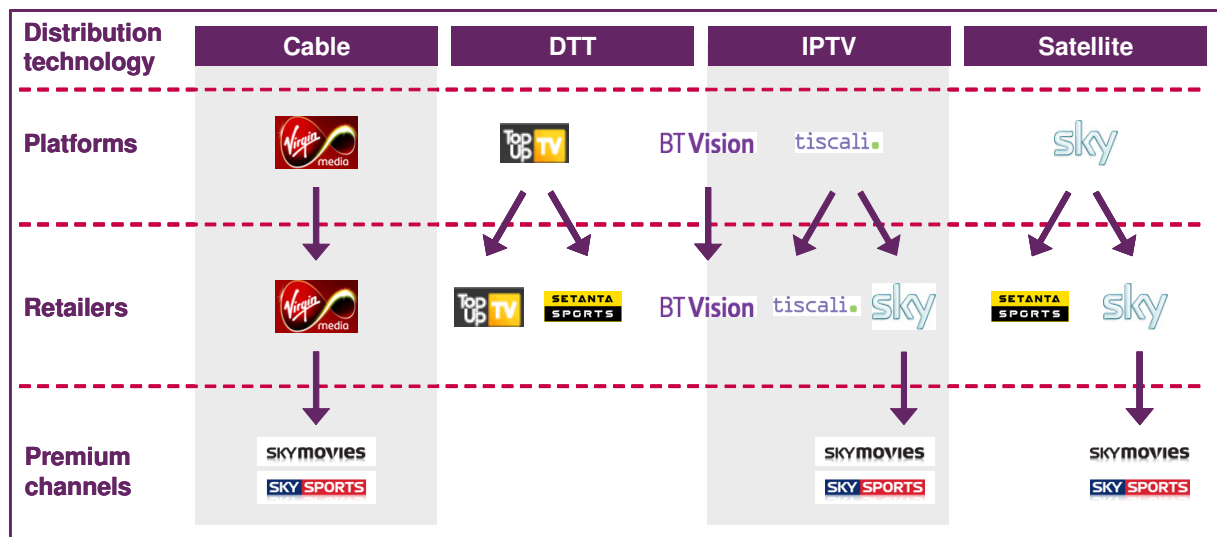 Distribution technology
Cable
DTT
IPTV
Satellite
Platforms
Virgin media
Top Up TV
BT Vision
tiscali.
sky
Retailers
Virgin media
Top Up TV
SETANTA SPORTS
BT Vision
tiscali.
sky
SETANTA SPORTS
sky
Premium channels
SKY MOVIES
SKY SPORTS
SKY MOVIES
SKY SPORTS
SKY MOVIES
SKY SPORTS